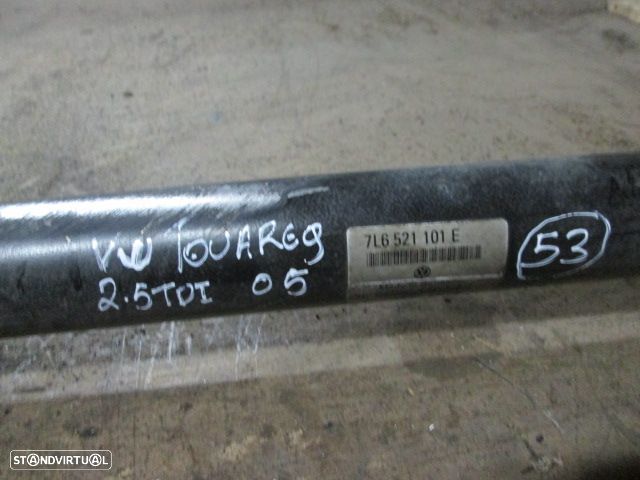 VW TOUAREG
2.5TDI 05
7L6 521 101 E
53
STANDVIRTUAL